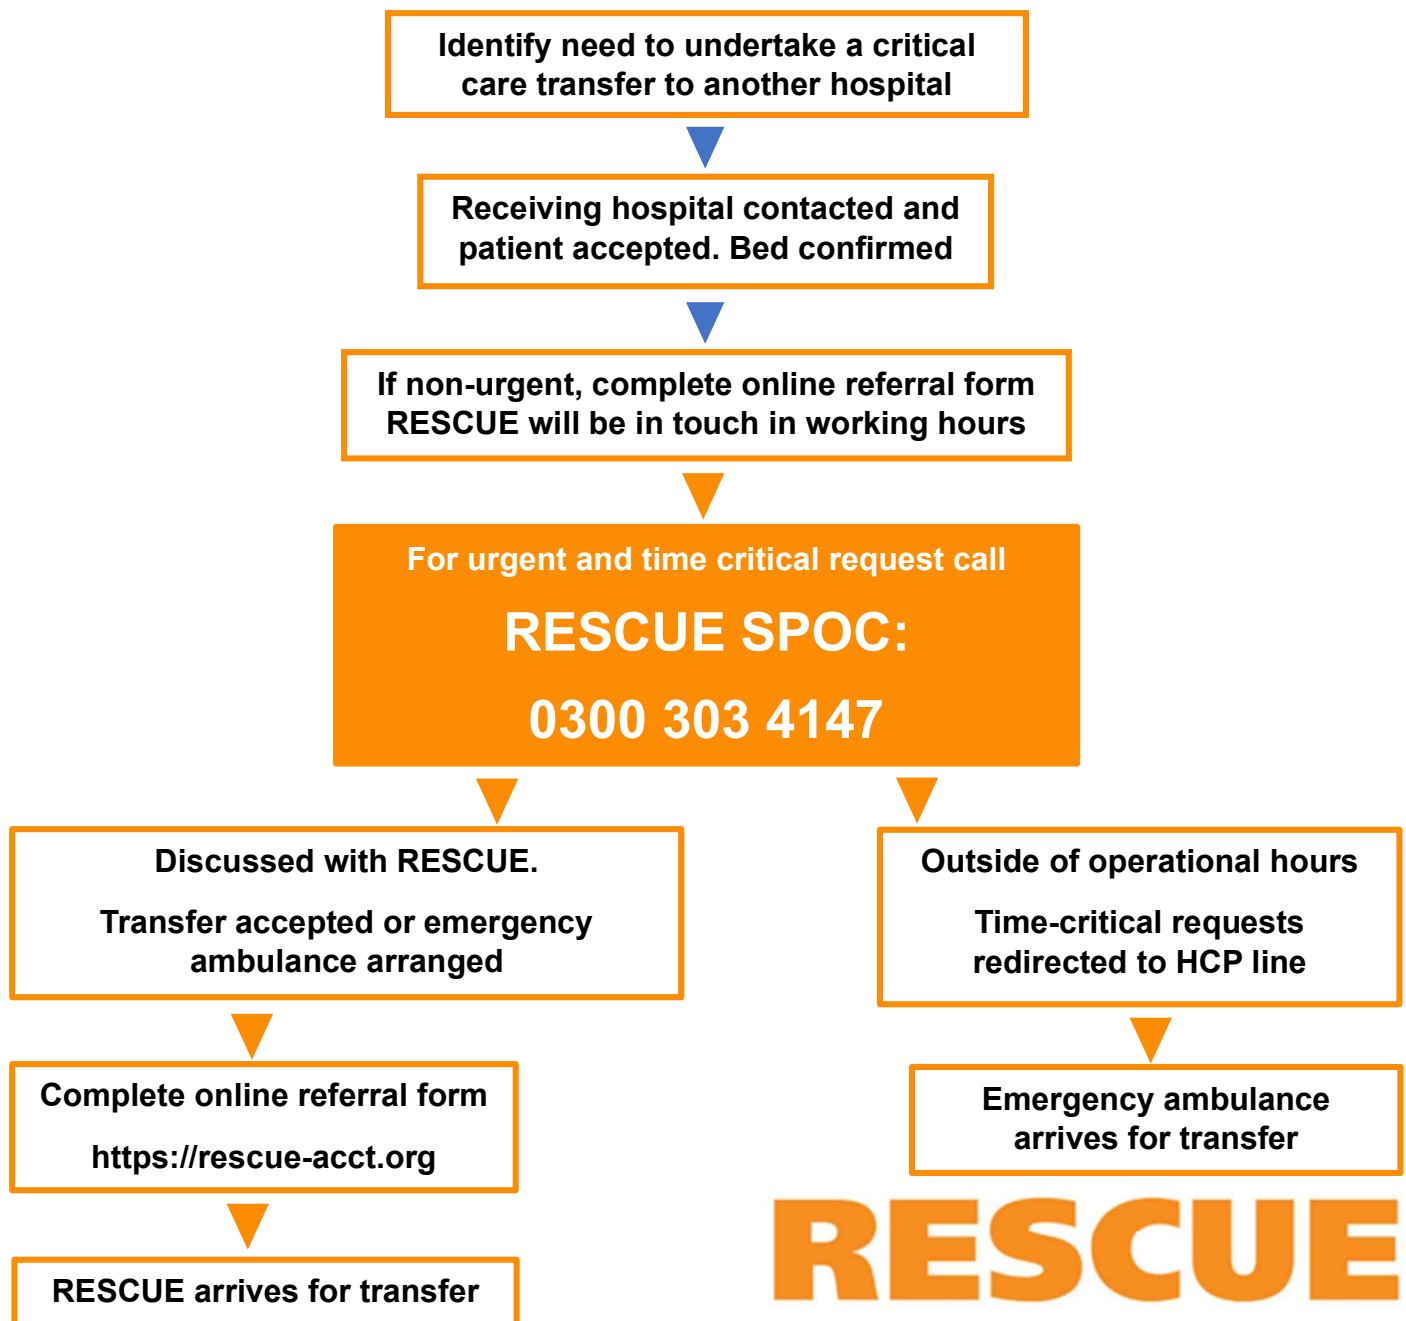 Identify need to undertake a critical
care transfer to another hospital
Receiving hospital contacted and
patient accepted. Bed confirmed
If non-urgent, complete online referral form
RESCUE will be in touch in working hours
For urgent and time critical request call
RESCUE SPOC:
0300 303 4147
Discussed with RESCUE.
Transfer accepted or emergency
ambulance arranged
Complete online referral form
https://rescue-acct.org
RESCUE arrives for transfer
Outside of operational hours
Time-critical requests
redirected to HCP line
Emergency ambulance
arrives for transfer
RESCUE